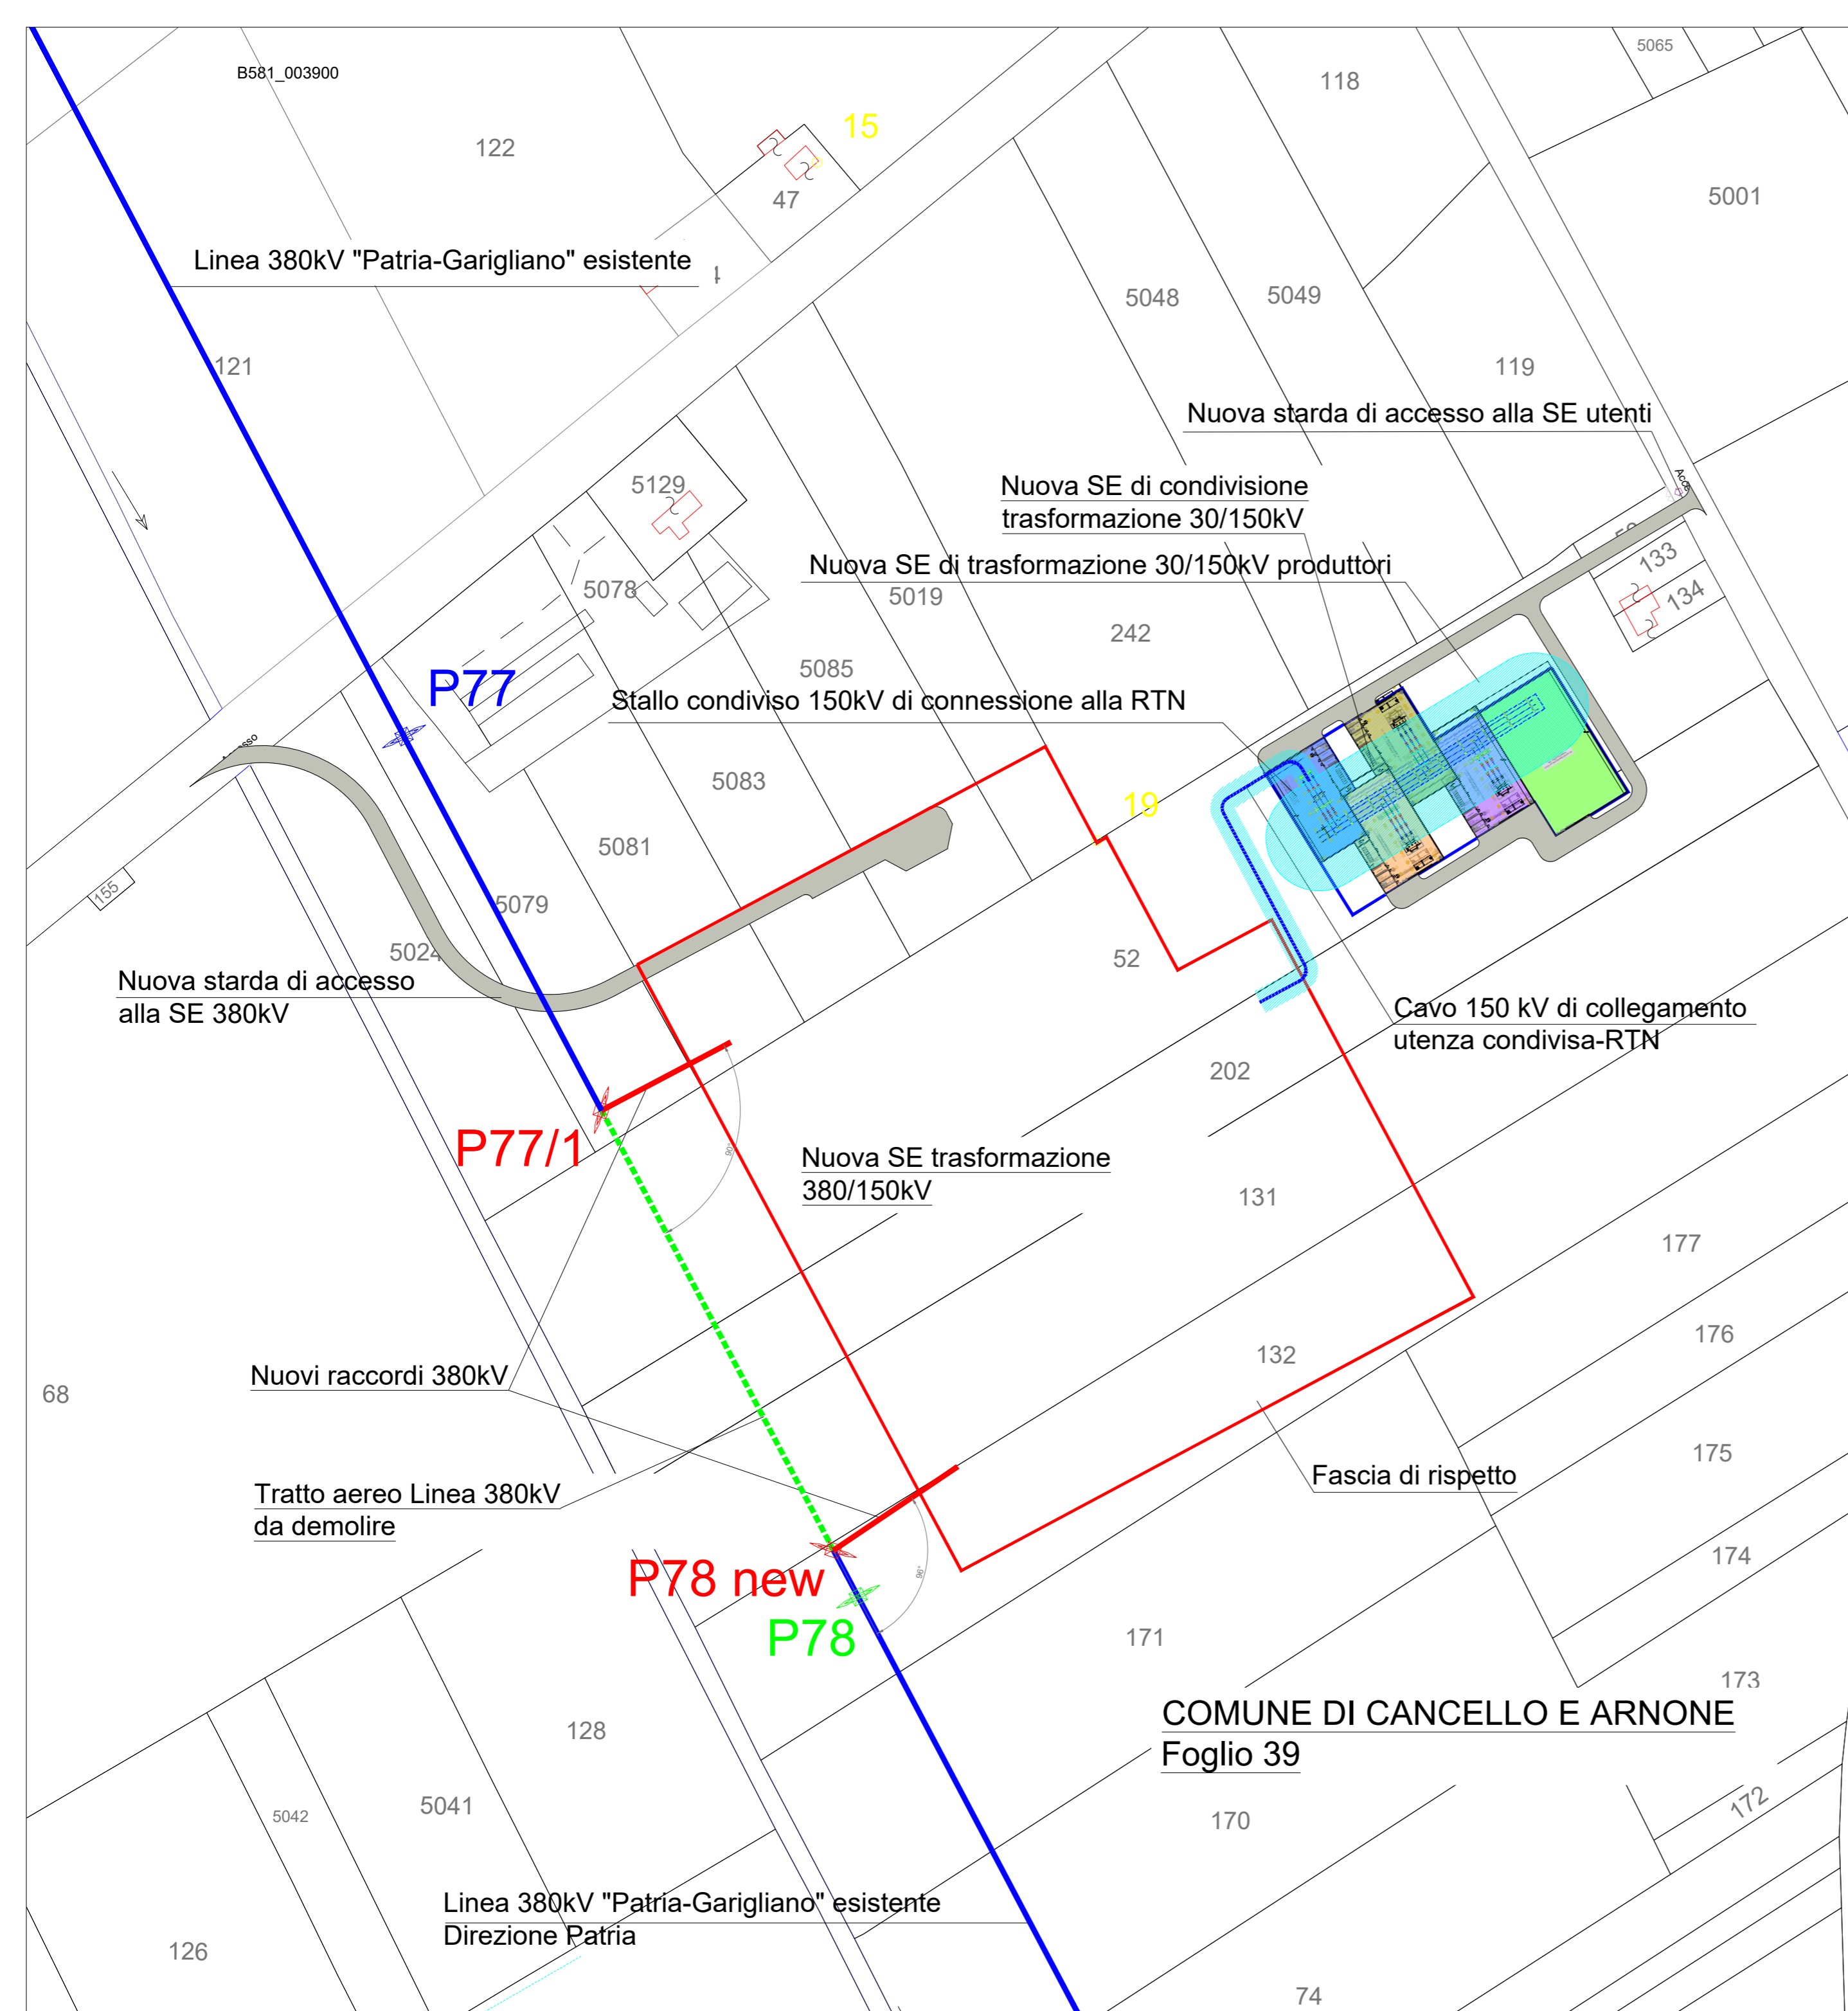 B581_003900
5065
118
15
122
47
5001
Linea 380kV "Patria-Garigliano" esistente
5048
5049
121
119
Nuova starda di accesso alla SE utenti
5129
Nuova SE di condivisione
trasformazione 30/150kV
Nuova SE di trasformazione 30/150kV produttori
133
134
5078
5019
242
5085
P77
Stallo condiviso 150kV di connessione alla RTN
5083
19
5081
155
5079
5024
52
Nuova starda di accesso
alla SE 380kV
Cavo 150 kV di collegamento
utenza condivisa-RTN
202
P77/1
90°
Nuova SE trasformazione
380/150kV
131
177
176
132
Nuovi raccordi 380kV
68
175
Fascia di rispetto
Tratto aereo Linea 380kV
da demolire
174
P78 new
96°
P78
171
173
COMUNE DI CANCELLO E ARNONE
Foglio 39
128
5041
5042
172
170
Linea 380kV "Patria-Garigliano" esistente
Direzione Patria
126
74